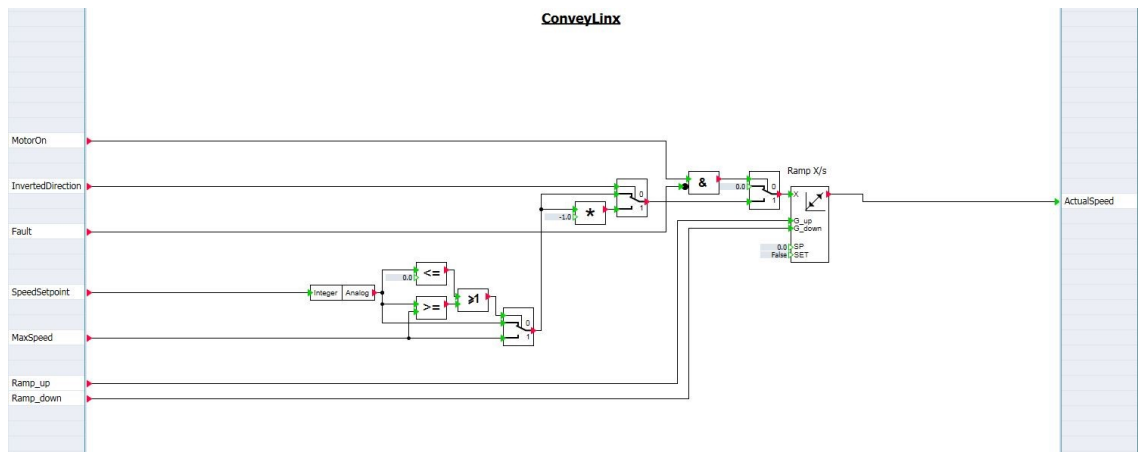 ConveyLinx
MotorOn
InvertedDirection
Fault
SpeedSetpoint
MaxSpeed
Ramp_up
Ramp_down
Integer Analog
0.0 <=
>=
≥1
0
1
-1.0 *
0
1
&
0.0
0
1
Ramp X/s
X
G_up
G_down
0.0 SP
False SET
ActualSpeed